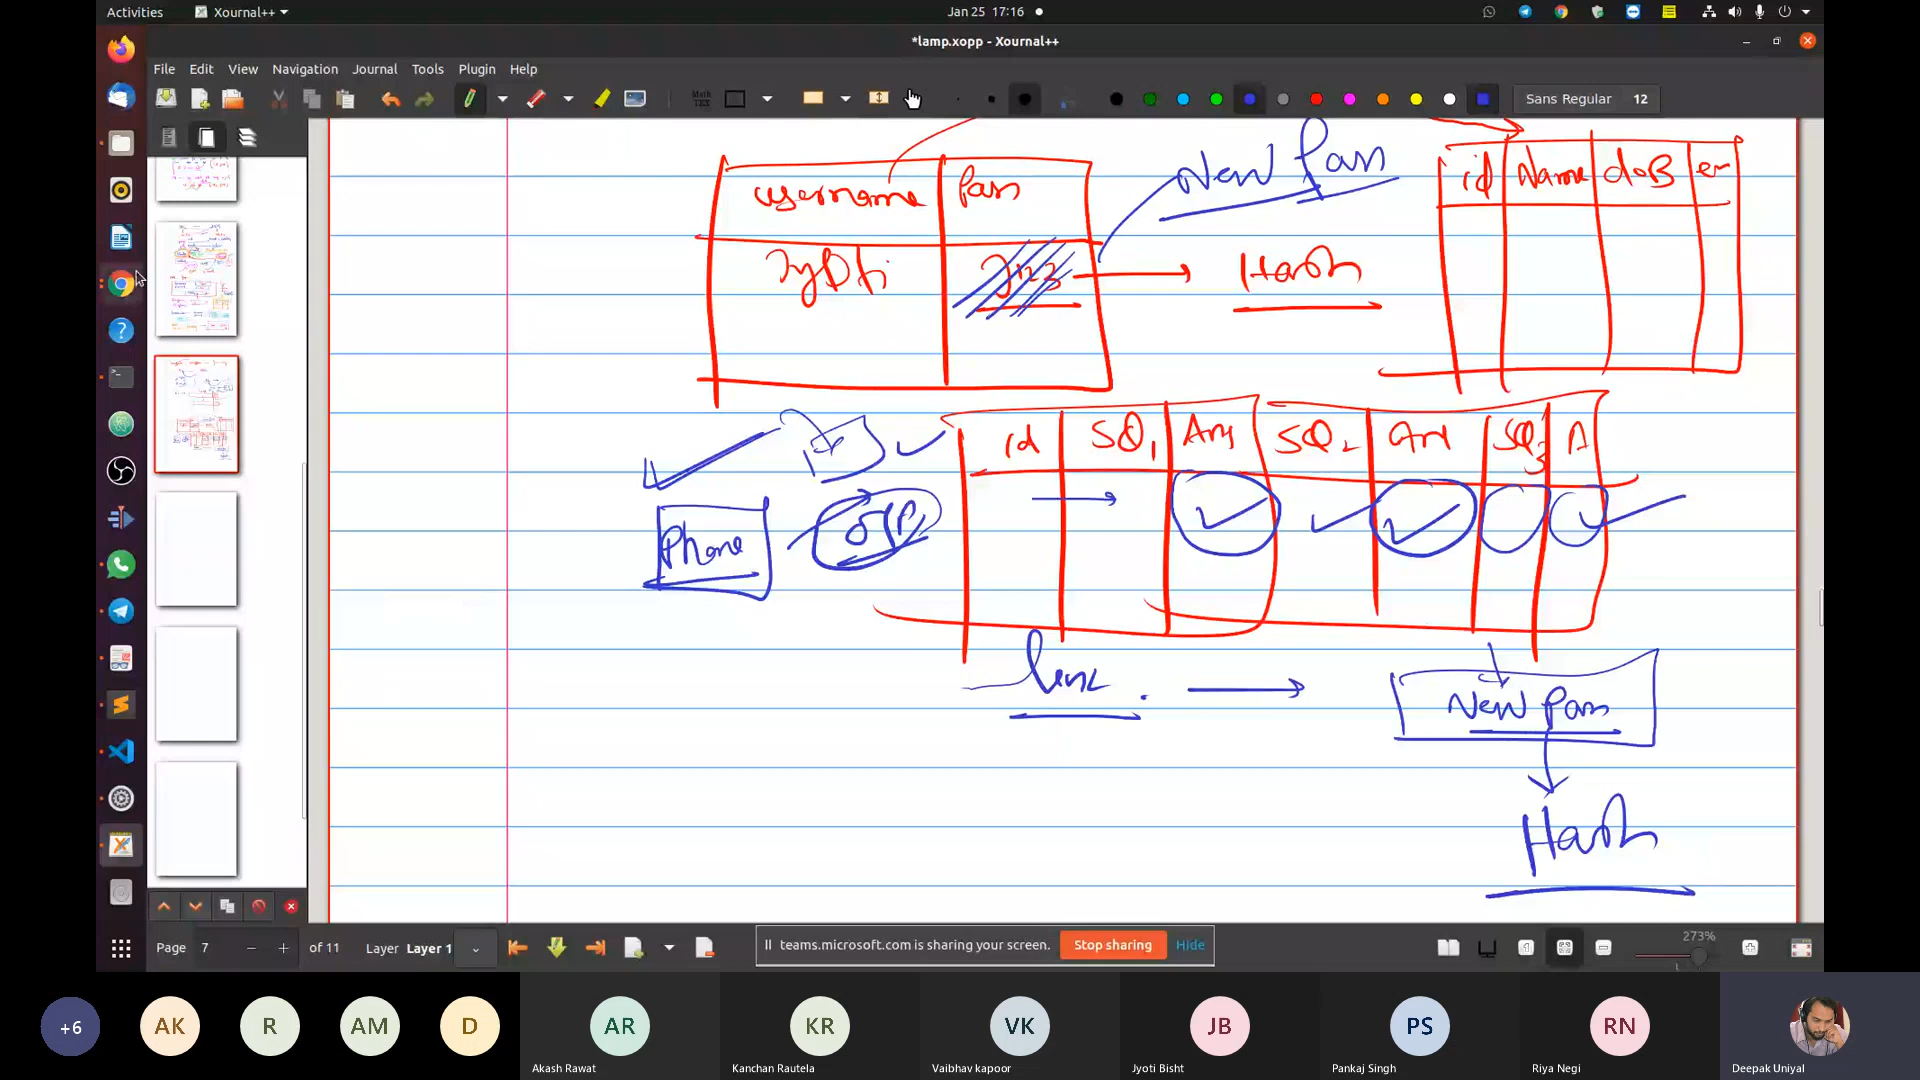 Activities Xournal++ Jan 25 17:16
*lamp.xopp - Xournal++
File Edit View Navigation Journal Tools Plugin Help
Sans Regular 12
New Pass
username Pass
id Name doB em
Jyoti J123 → Hash
id SQ1 Ans SQ2 Ans SQ3 A
Phone OTP
link . → New Pass
Hash
Page 7 - + of 11 Layer Layer 1
teams.microsoft.com is sharing your screen. Stop sharing Hide
273%
+6 AK R AM D AR KR VK JB PS RN
Akash Rawat Kanchan Rautela Vaibhav kapoor Jyoti Bisht Pankaj Singh Riya Negi Deepak Uniyal